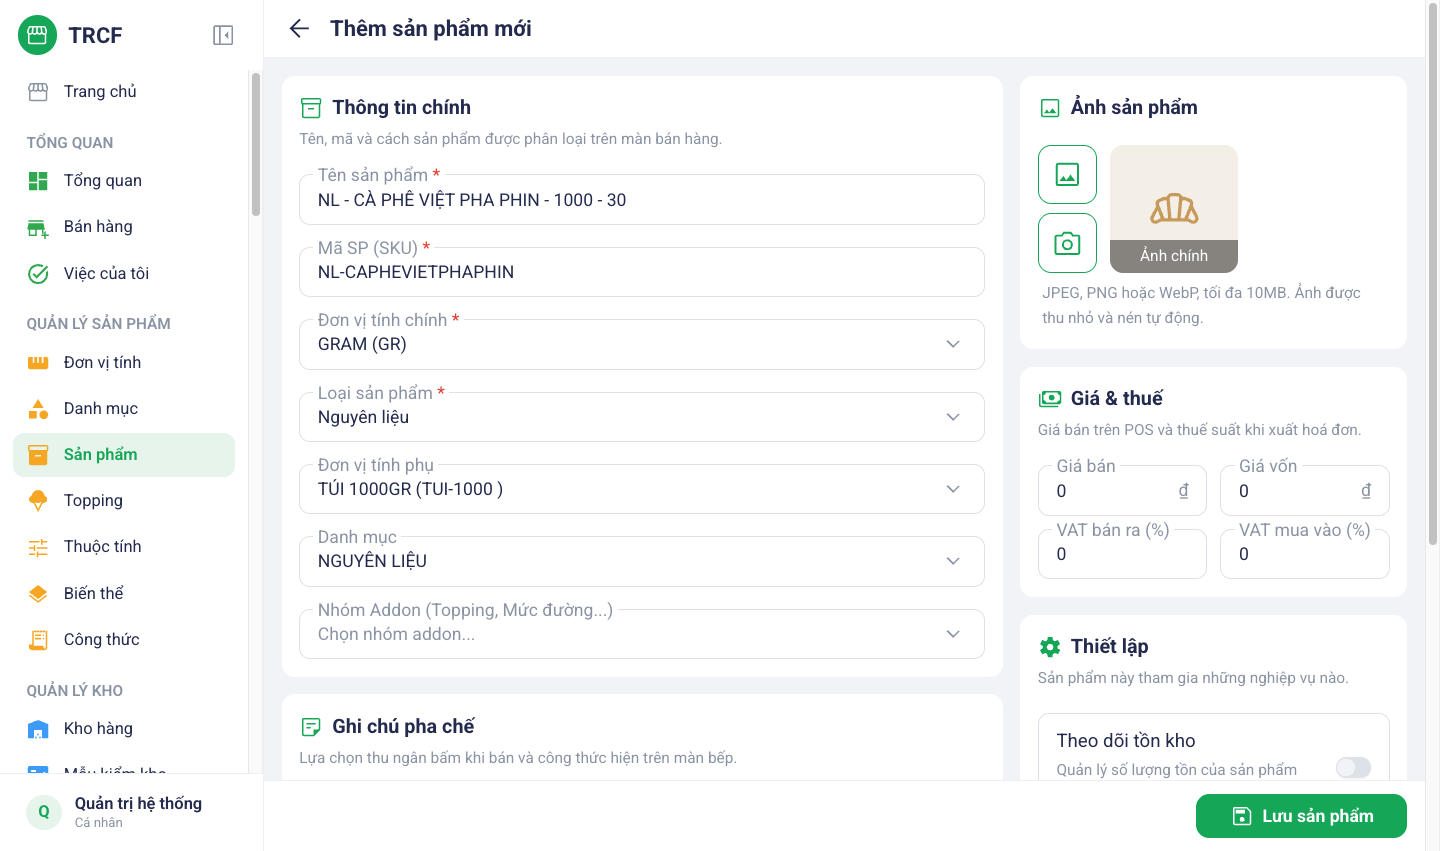 TRCF
Trang chủ
TỔNG QUAN
Tổng quan
Bán hàng
Việc của tôi
QUẢN LÝ SẢN PHẨM
Đơn vị tính
Danh mục
Sản phẩm
Topping
Thuộc tính
Biến thể
Công thức
QUẢN LÝ KHO
Kho hàng
Mẫu kiểm kho
Q
Quản trị hệ thống
Cá nhân
Thêm sản phẩm mới
Thông tin chính
Tên, mã và cách sản phẩm được phân loại trên màn bán hàng.
Tên sản phẩm *
NL - CÀ PHÊ VIỆT PHA PHIN - 1000 - 30
Mã SP (SKU) *
NL-CAPHEVIETPHAPHIN
Đơn vị tính chính *
GRAM (GR)
Loại sản phẩm *
Nguyên liệu
Đơn vị tính phụ
TÚI 1000GR (TUI-1000 )
Danh mục
NGUYÊN LIỆU
Nhóm Addon (Topping, Mức đường...)
Chọn nhóm addon...
Ghi chú pha chế
Lựa chọn thu ngân bấm khi bán và công thức hiện trên màn bếp.
Ảnh sản phẩm
Ảnh chính
JPEG, PNG hoặc WebP, tối đa 10MB. Ảnh được
thu nhỏ và nén tự động.
Giá & thuế
Giá bán trên POS và thuế suất khi xuất hoá đơn.
Giá bán
0 ₫
Giá vốn
0 ₫
VAT bán ra (%)
0
VAT mua vào (%)
0
Thiết lập
Sản phẩm này tham gia những nghiệp vụ nào.
Theo dõi tồn kho
Quản lý số lượng tồn của sản phẩm
Lưu sản phẩm